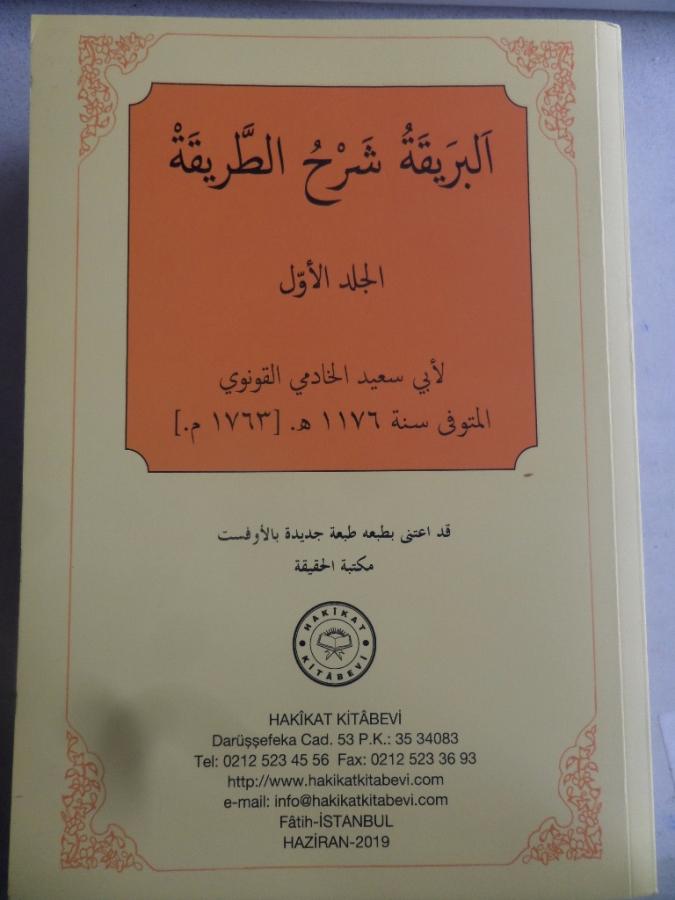 اَلبَرِيقَةُ شَرْحُ الطَّرِيقَةْ
الجلد الأوّل
لأبي سعيد الخادمي القونوي
المتوفى سنة ١١٧٦ هـ. [١٧٦٣ م.]
قد اعتنى بطبعه طبعة جديدة بالأوفست
مكتبة الحقيقة
HAKÎKAT
KİTÂBEVİ
HAKÎKAT KİTÂBEVİ
Darüşşefeka Cad. 53 P.K.: 35 34083
Tel: 0212 523 45 56 Fax: 0212 523 36 93
http://www.hakikatkitabevi.com
e-mail: info@hakikatkitabevi.com
Fâtih-İSTANBUL
HAZİRAN-2019